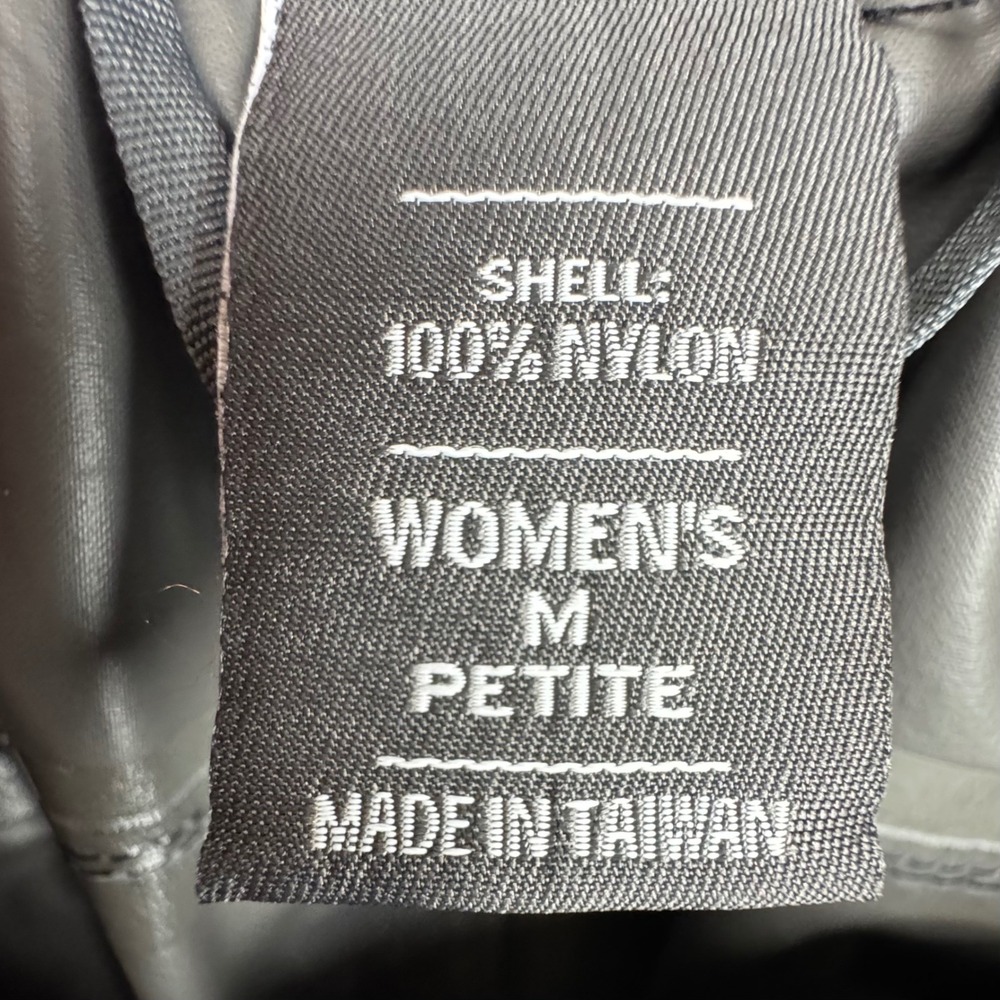 SHELL:
100% NYLON
WOMEN'S
M
PETITE
MADE IN TAIWAN